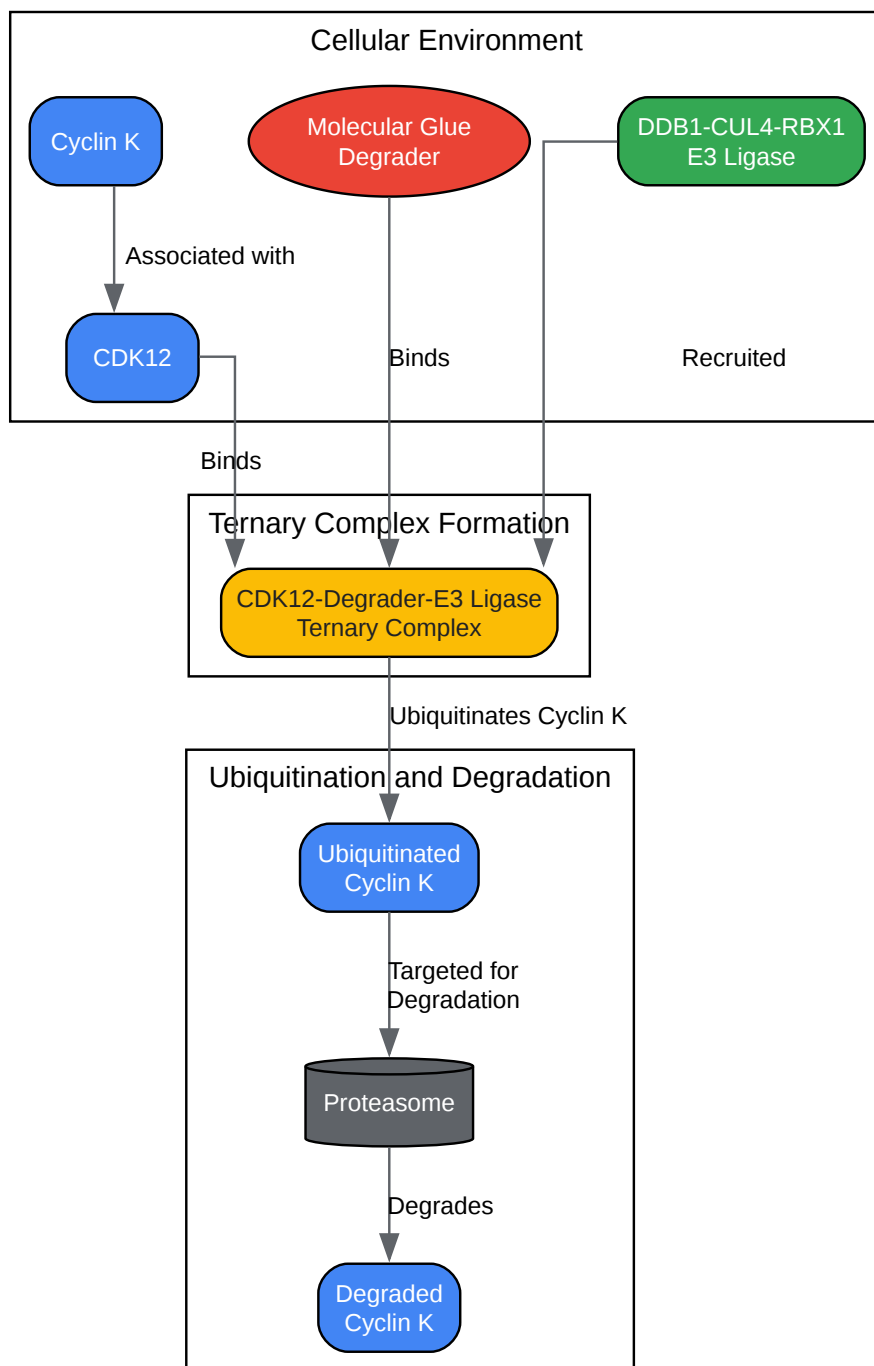 Cellular Environment
Cyclin K
Molecular Glue
Degrader
DDB1-CUL4-RBX1
E3 Ligase
Associated with
CDK12
Binds
Recruited
Binds
Ternary Complex Formation
CDK12-Degrader-E3 Ligase
Ternary Complex
Ubiquitinates Cyclin K
Ubiquitination and Degradation
Ubiquitinated
Cyclin K
Targeted for
Degradation
Proteasome
Degrades
Degraded
Cyclin K